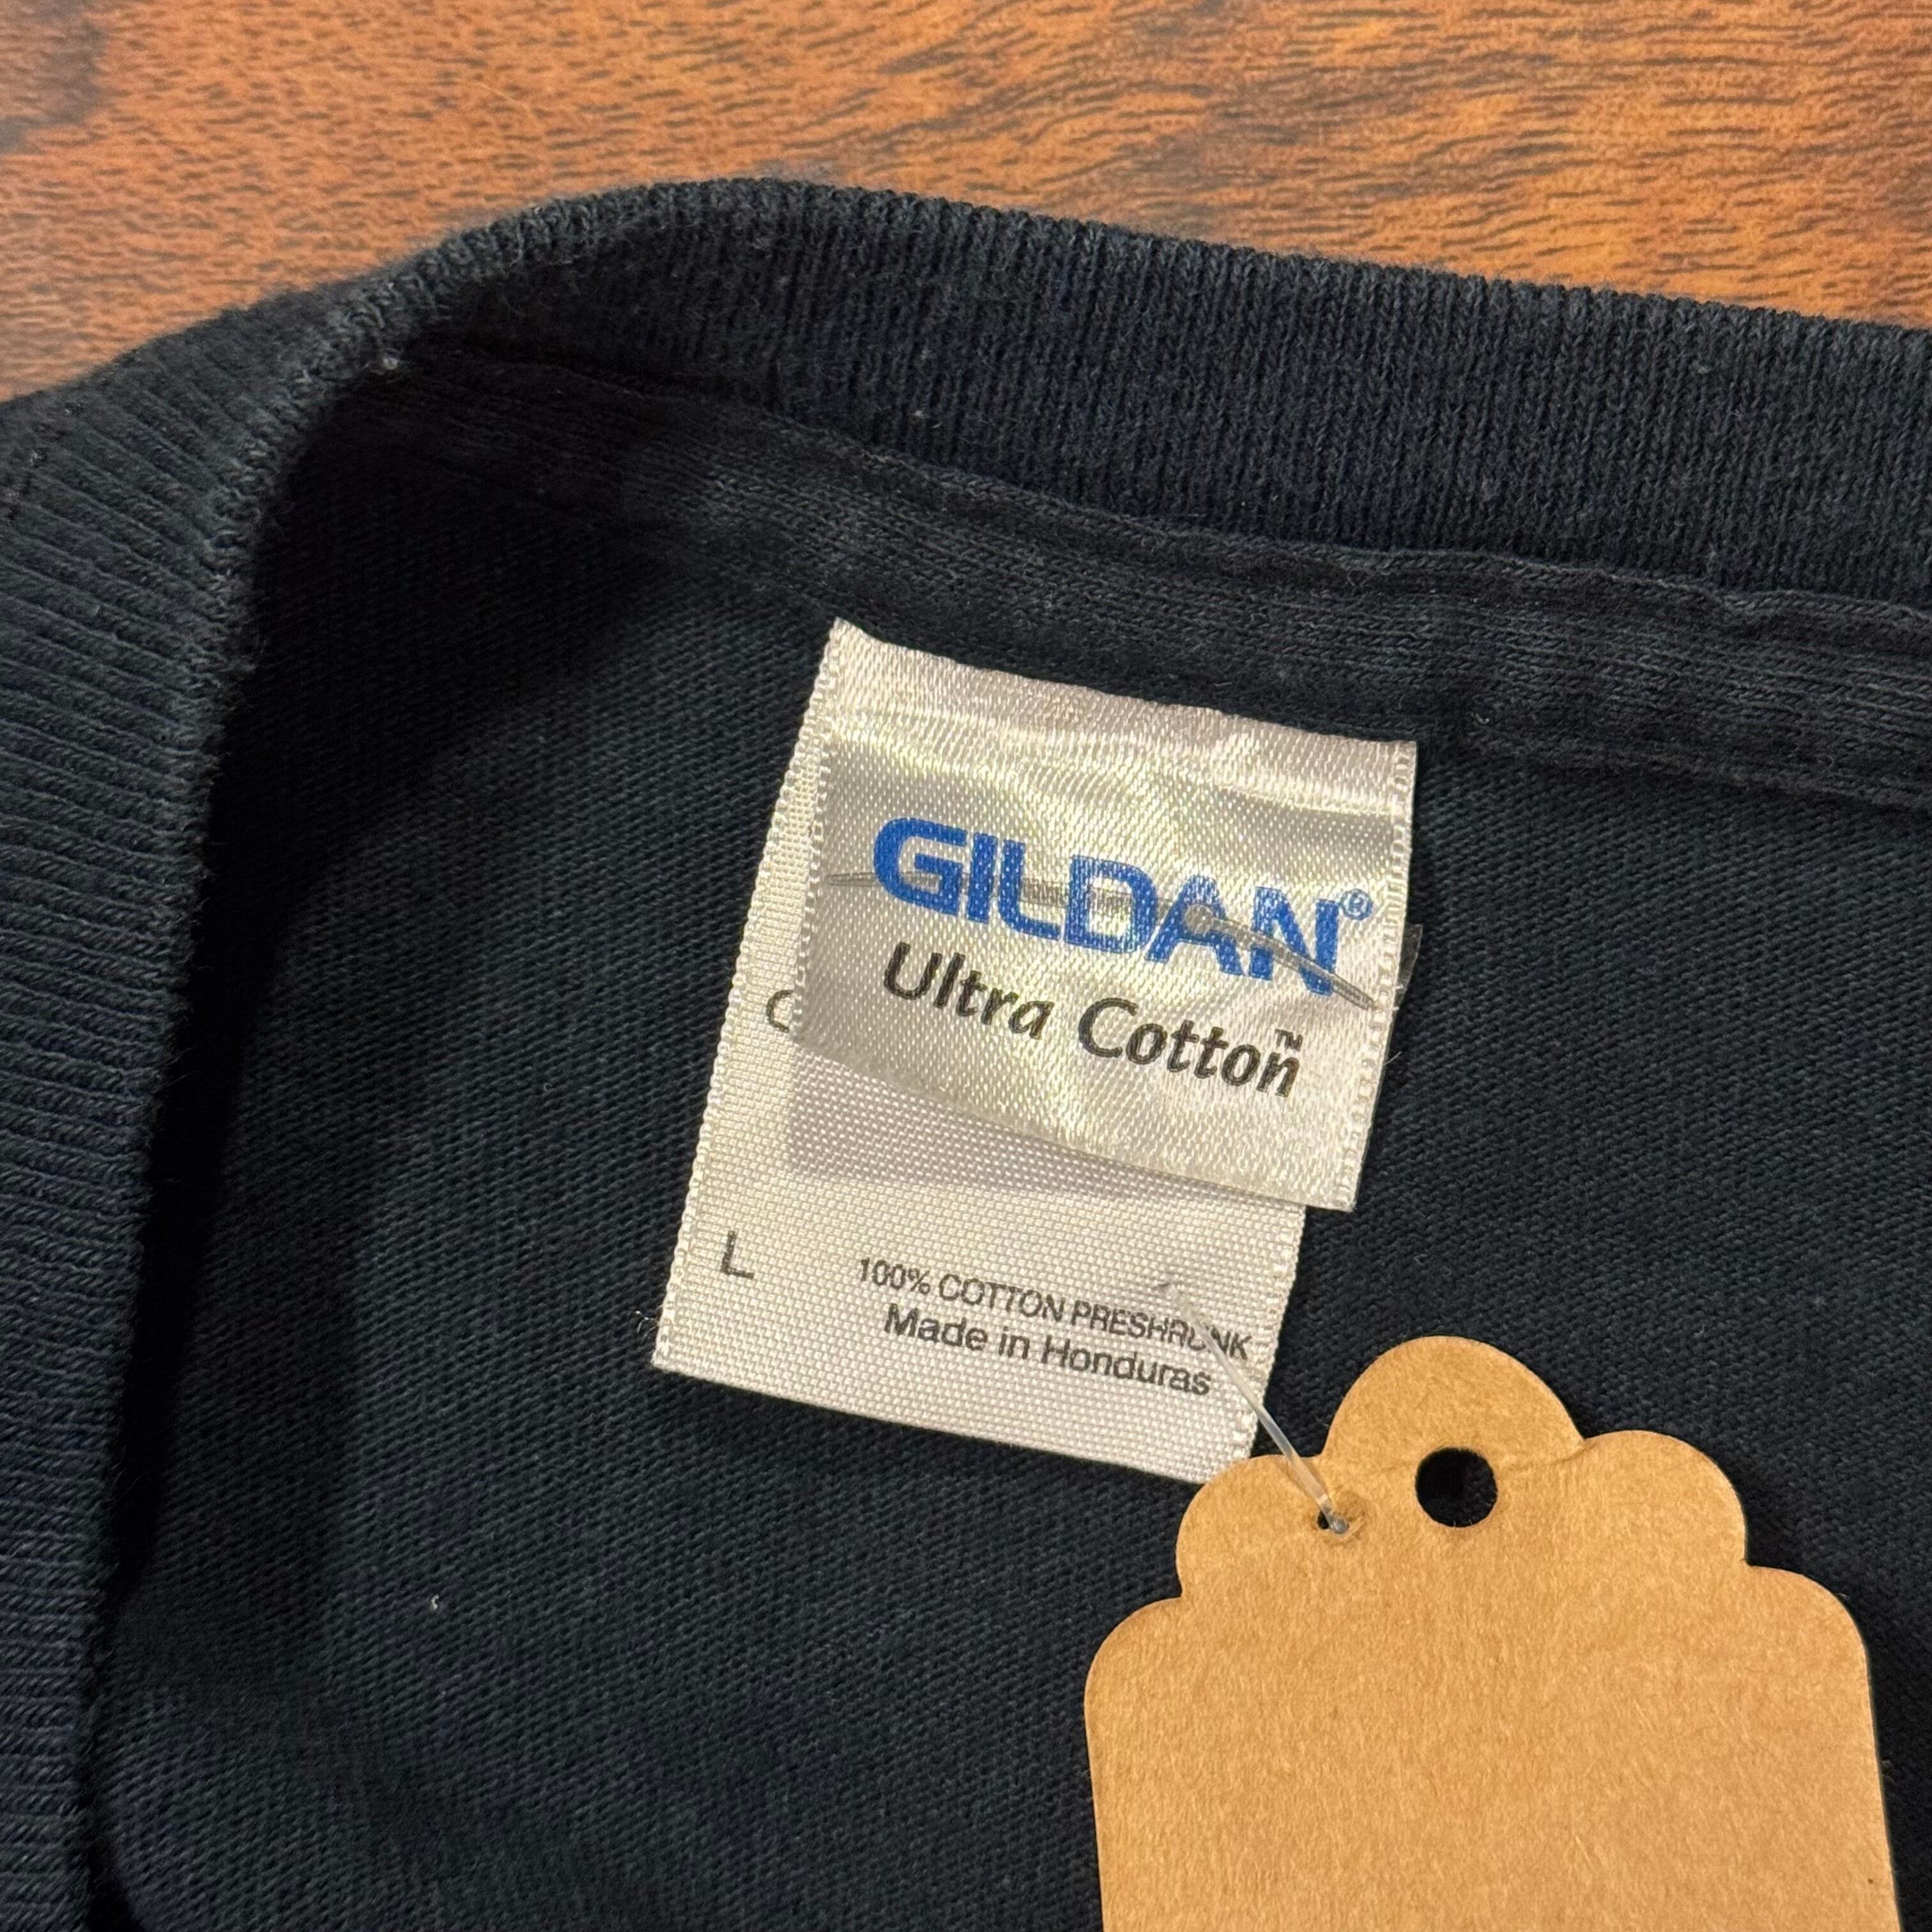 GILDAN®
Ultra Cotton™
L
100% COTTON PRESHRUNK
Made in Honduras